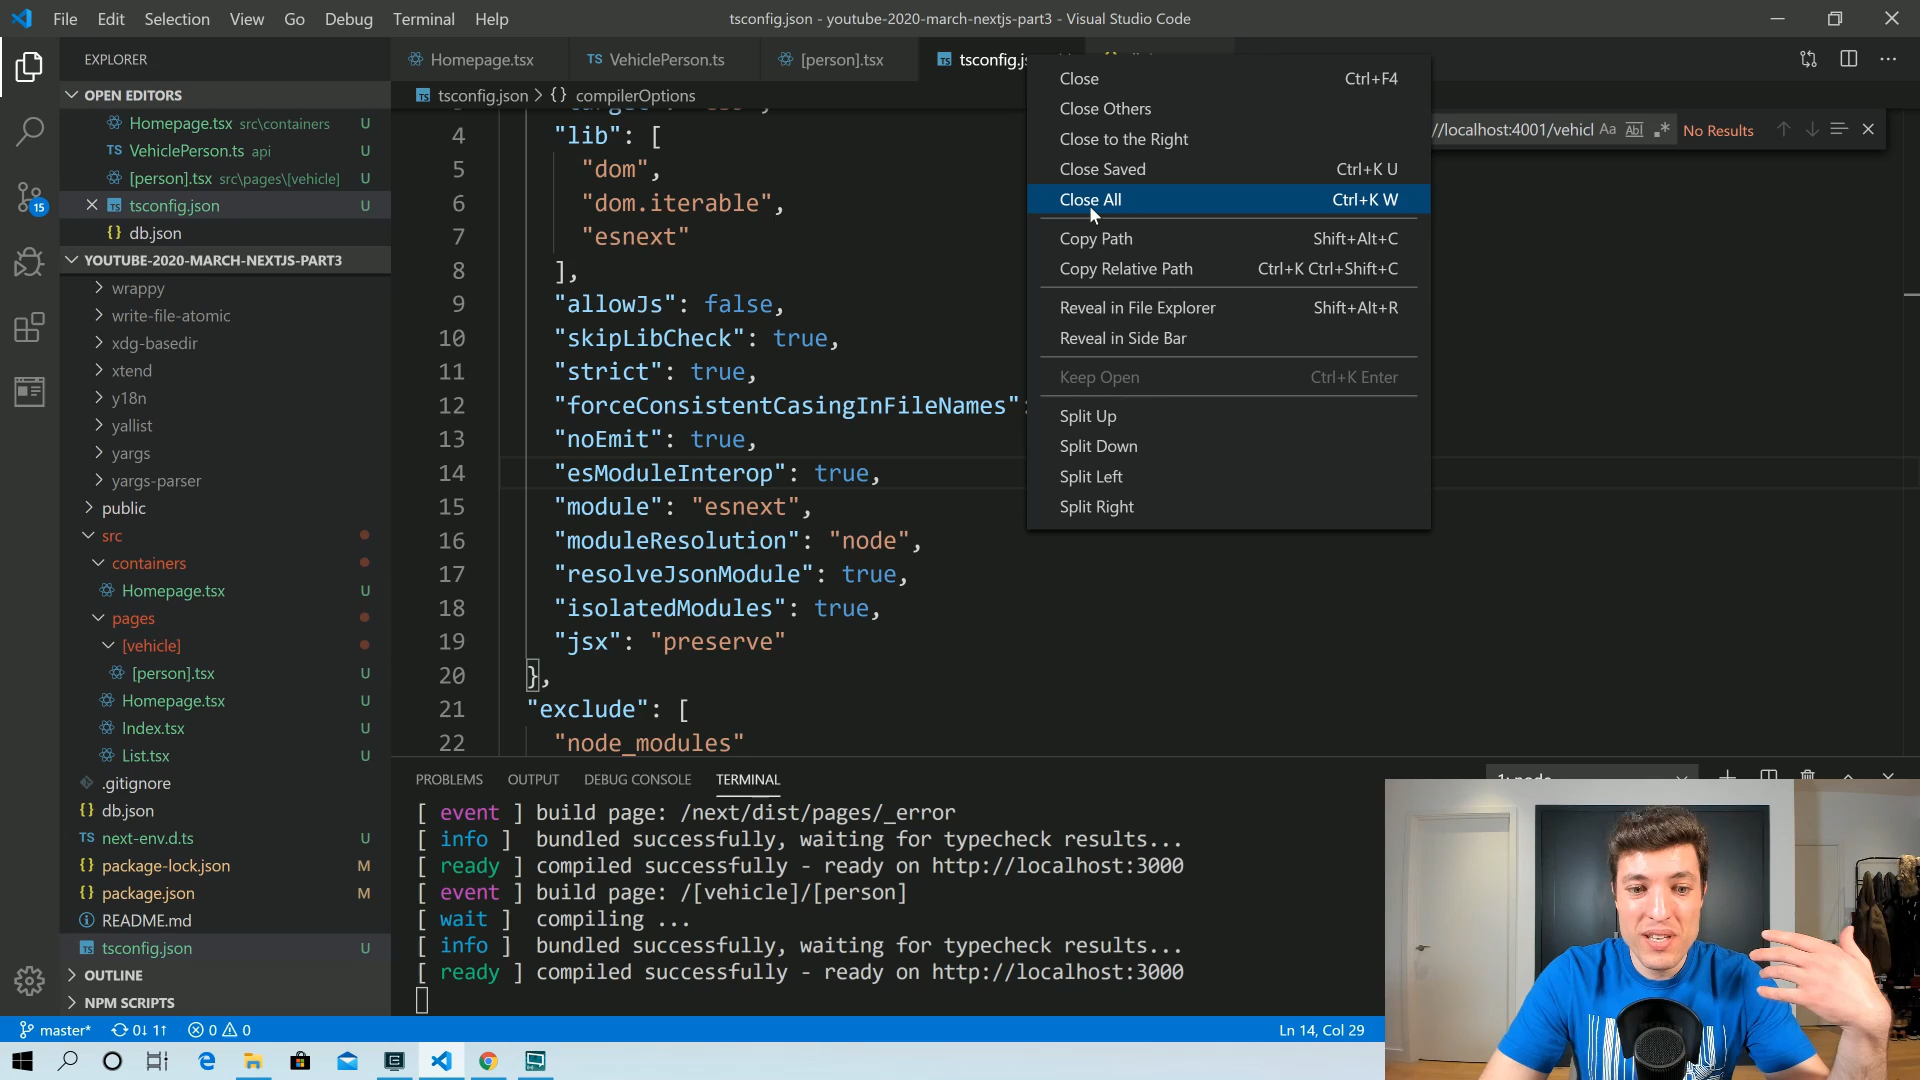 File Edit Selection View Go Debug Terminal Help
tsconfig.json - youtube-2020-march-nextjs-part3 - Visual Studio Code
EXPLORER
OPEN EDITORS
Homepage.tsx src\containers U
TS VehiclePerson.ts api U
[person].tsx src\pages\[vehicle] U
tsconfig.json U
{} db.json
YOUTUBE-2020-MARCH-NEXTJS-PART3
wrappy
write-file-atomic
xdg-basedir
xtend
y18n
yallist
yargs
yargs-parser
public
src
containers
Homepage.tsx U
pages
[vehicle]
[person].tsx U
Homepage.tsx U
Index.tsx U
List.tsx U
.gitignore
{} db.json
TS next-env.d.ts U
{} package-lock.json M
{} package.json M
README.md
tsconfig.json U
OUTLINE
NPM SCRIPTS
15
Homepage.tsx
TS VehiclePerson.ts
[person].tsx
tsconfig.js
tsconfig.json > {} compilerOptions
//localhost:4001/vehicl Aa Abl .* No Results
4 "lib": [
5 "dom",
6 "dom.iterable",
7 "esnext"
8 ],
9 "allowJs": false,
10 "skipLibCheck": true,
11 "strict": true,
12 "forceConsistentCasingInFileNames":
13 "noEmit": true,
14 "esModuleInterop": true,
15 "module": "esnext",
16 "moduleResolution": "node",
17 "resolveJsonModule": true,
18 "isolatedModules": true,
19 "jsx": "preserve"
20 },
21 "exclude": [
22 "node_modules"
Close Ctrl+F4
Close Others
Close to the Right
Close Saved Ctrl+K U
Close All Ctrl+K W
Copy Path Shift+Alt+C
Copy Relative Path Ctrl+K Ctrl+Shift+C
Reveal in File Explorer Shift+Alt+R
Reveal in Side Bar
Keep Open Ctrl+K Enter
Split Up
Split Down
Split Left
Split Right
PROBLEMS OUTPUT DEBUG CONSOLE TERMINAL
1: node
[ event ] build page: /next/dist/pages/_error
[ info ] bundled successfully, waiting for typecheck results...
[ ready ] compiled successfully - ready on http://localhost:3000
[ event ] build page: /[vehicle]/[person]
[ wait ] compiling ...
[ info ] bundled successfully, waiting for typecheck results...
[ ready ] compiled successfully - ready on http://localhost:3000
master* 0↓ 1↑ 0 0
Ln 14, Col 29